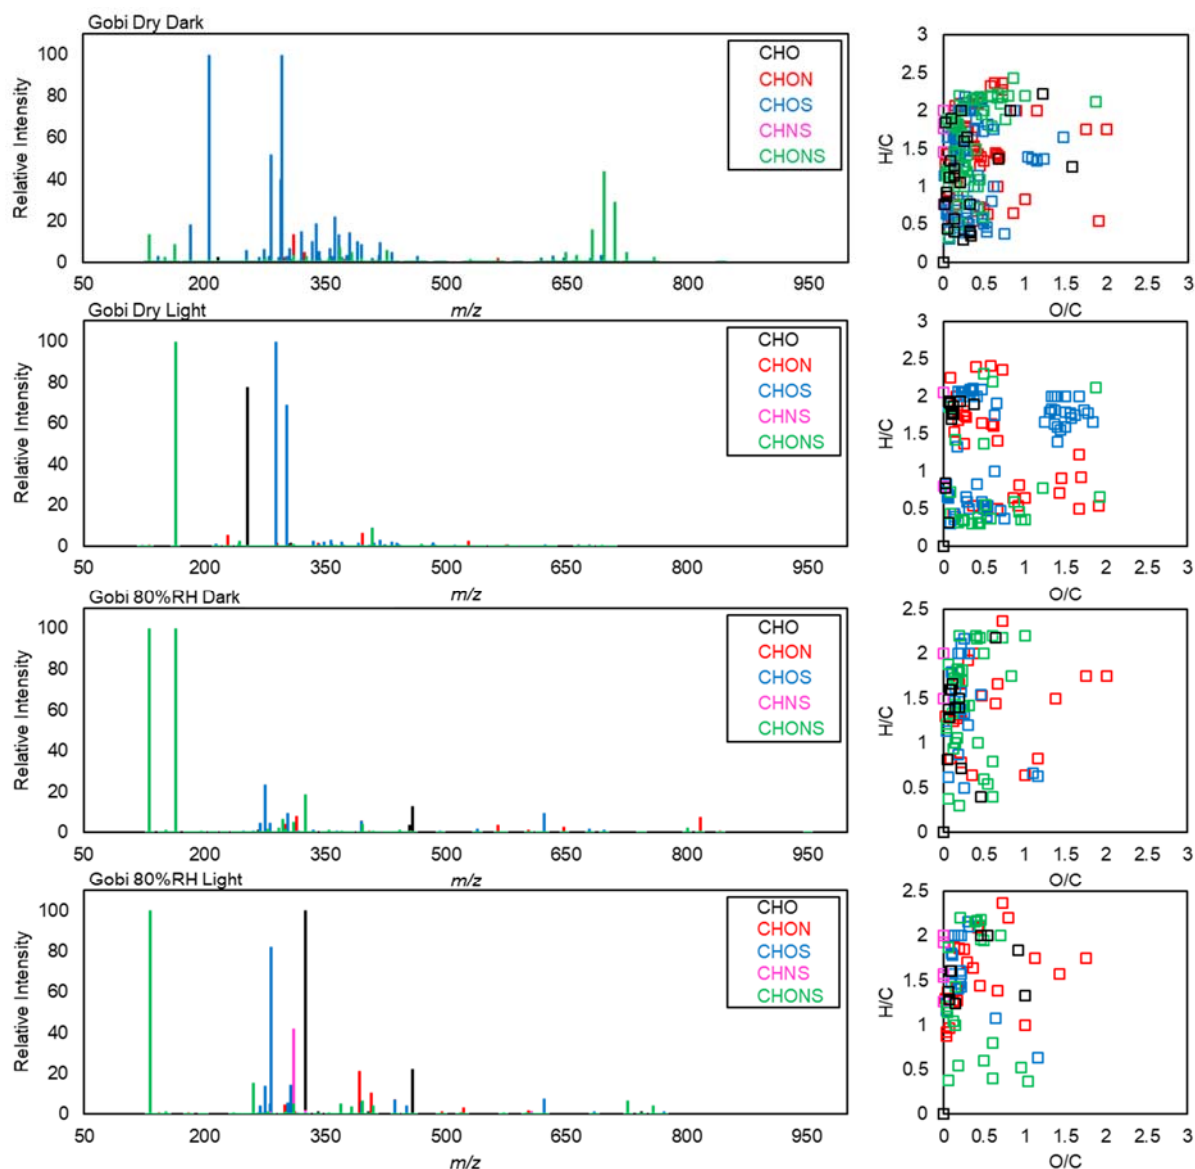 Gobi Dry Dark
Relative Intensity
100
80
60
40
20
0
50
200
350
500
650
800
950
m/z
CHO
CHON
CHOS
CHNS
CHONS
H/C
3
2.5
2
1.5
1
0.5
0
0
0.5
1
1.5
2
2.5
3
O/C
Gobi Dry Light
Relative Intensity
100
80
60
40
20
0
50
200
350
500
650
800
950
m/z
CHO
CHON
CHOS
CHNS
CHONS
H/C
3
2.5
2
1.5
1
0.5
0
0
0.5
1
1.5
2
2.5
3
O/C
Gobi 80%RH Dark
Relative Intensity
100
80
60
40
20
0
50
200
350
500
650
800
950
m/z
CHO
CHON
CHOS
CHNS
CHONS
H/C
2.5
2
1.5
1
0.5
0
0
0.5
1
1.5
2
2.5
3
O/C
Gobi 80%RH Light
Relative Intensity
100
80
60
40
20
0
50
200
350
500
650
800
950
m/z
CHO
CHON
CHOS
CHNS
CHONS
H/C
2.5
2
1.5
1
0.5
0
0
0.5
1
1.5
2
2.5
3
O/C